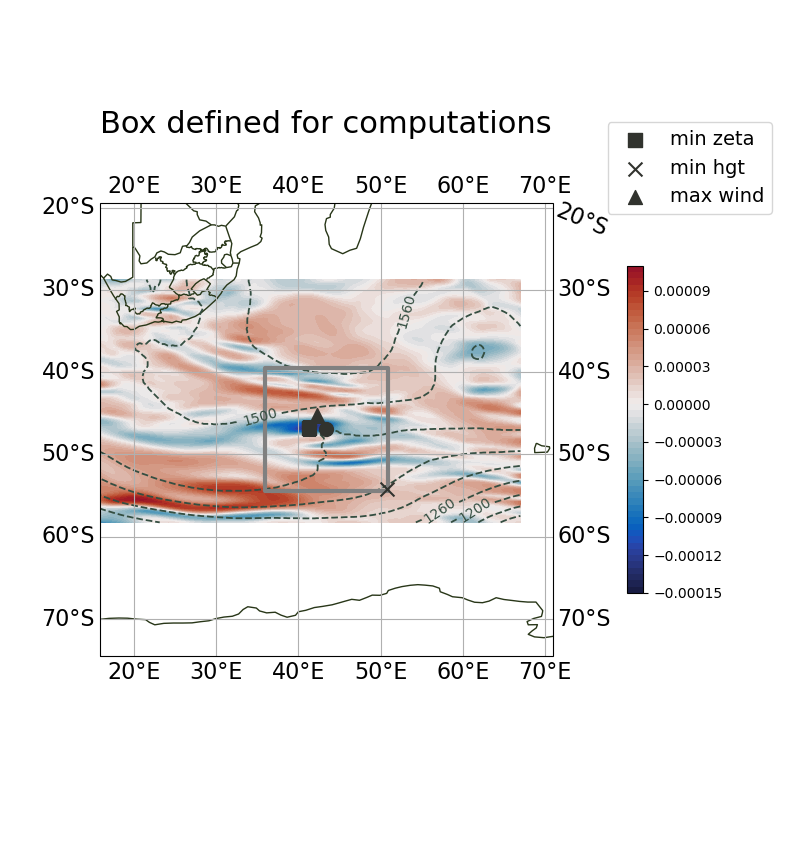 Box defined for computations
min zeta
min hgt
max wind
20°E 30°E 40°E 50°E 60°E 70°E
20°S 20°S
30°S 30°S
1560
40°S 40°S
1500
50°S 50°S
1260 1200
60°S 60°S
70°S 70°S
20°E 30°E 40°E 50°E 60°E 70°E
0.00009
0.00006
0.00003
0.00000
−0.00003
−0.00006
−0.00009
−0.00012
−0.00015